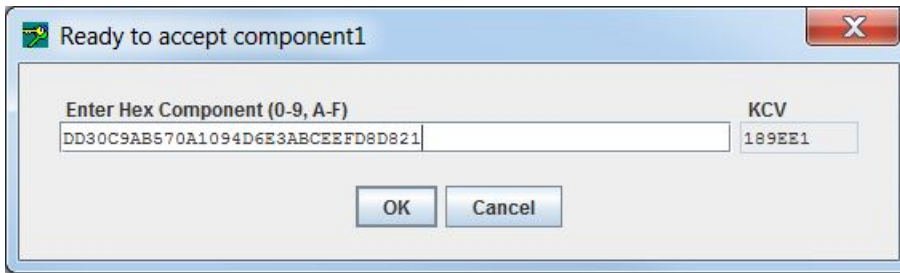 Ready to accept component1
X
Enter Hex Component (0-9, A-F) KCV
DD30C9AB570A1094D6E3ABCEEFD8D821 189EE1
OK Cancel